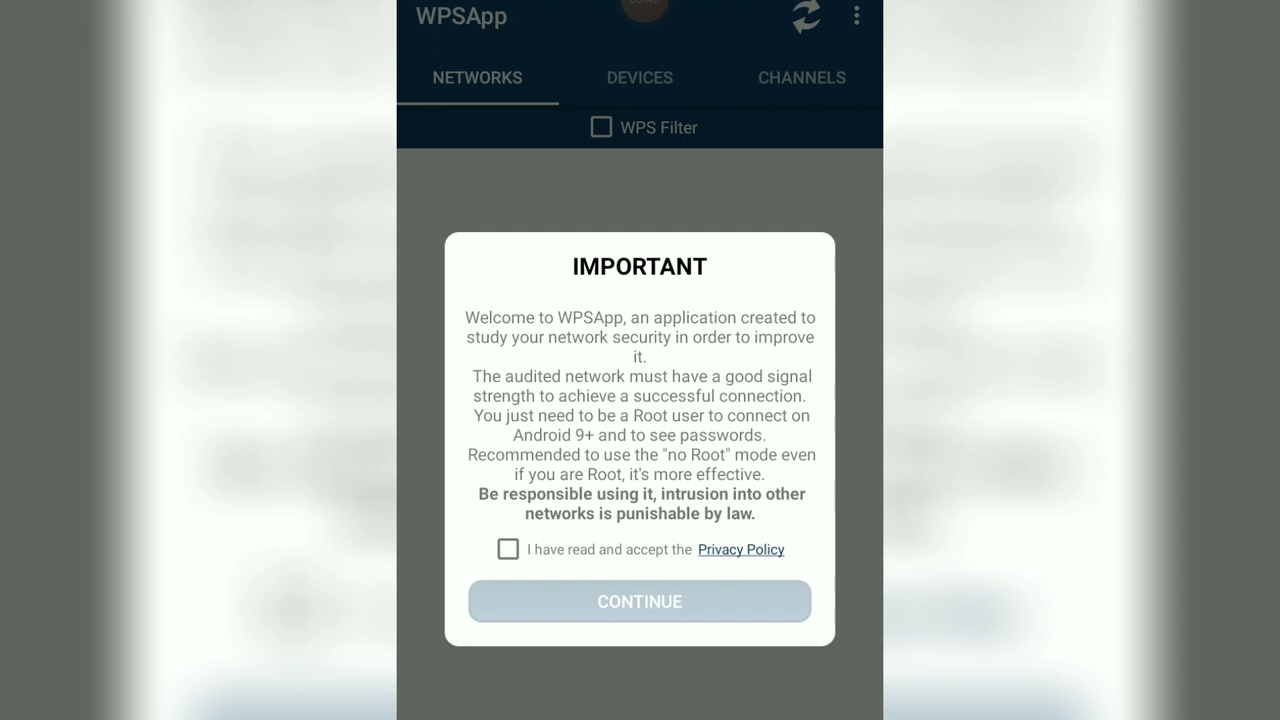 WPSApp
NETWORKS
DEVICES
CHANNELS
WPS Filter
IMPORTANT
Welcome to WPSApp, an application created to
study your network security in order to improve
it.
The audited network must have a good signal
strength to achieve a successful connection.
You just need to be a Root user to connect on
Android 9+ and to see passwords.
Recommended to use the "no Root" mode even
if you are Root, it's more effective.
Be responsible using it, intrusion into other
networks is punishable by law.
I have read and accept the Privacy Policy
CONTINUE